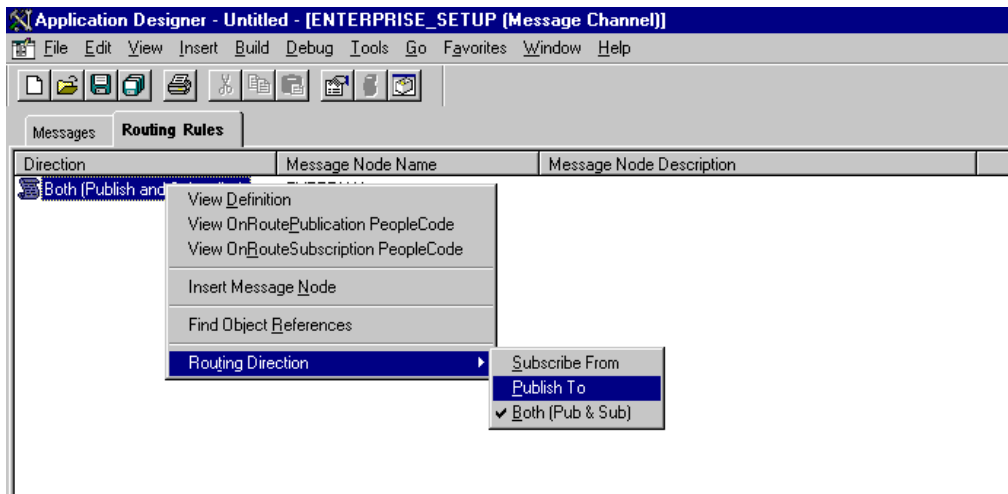 Application Designer - Untitled - [ENTERPRISE_SETUP (Message Channel)]
File Edit View Insert Build Debug Tools Go Favorites Window Help
Messages Routing Rules
Direction Message Node Name Message Node Description
Both (Publish and
View Definition
View OnRoutePublication PeopleCode
View OnRouteSubscription PeopleCode
Insert Message Node
Find Object References
Routing Direction
Subscribe From
Publish To
Both (Pub & Sub)